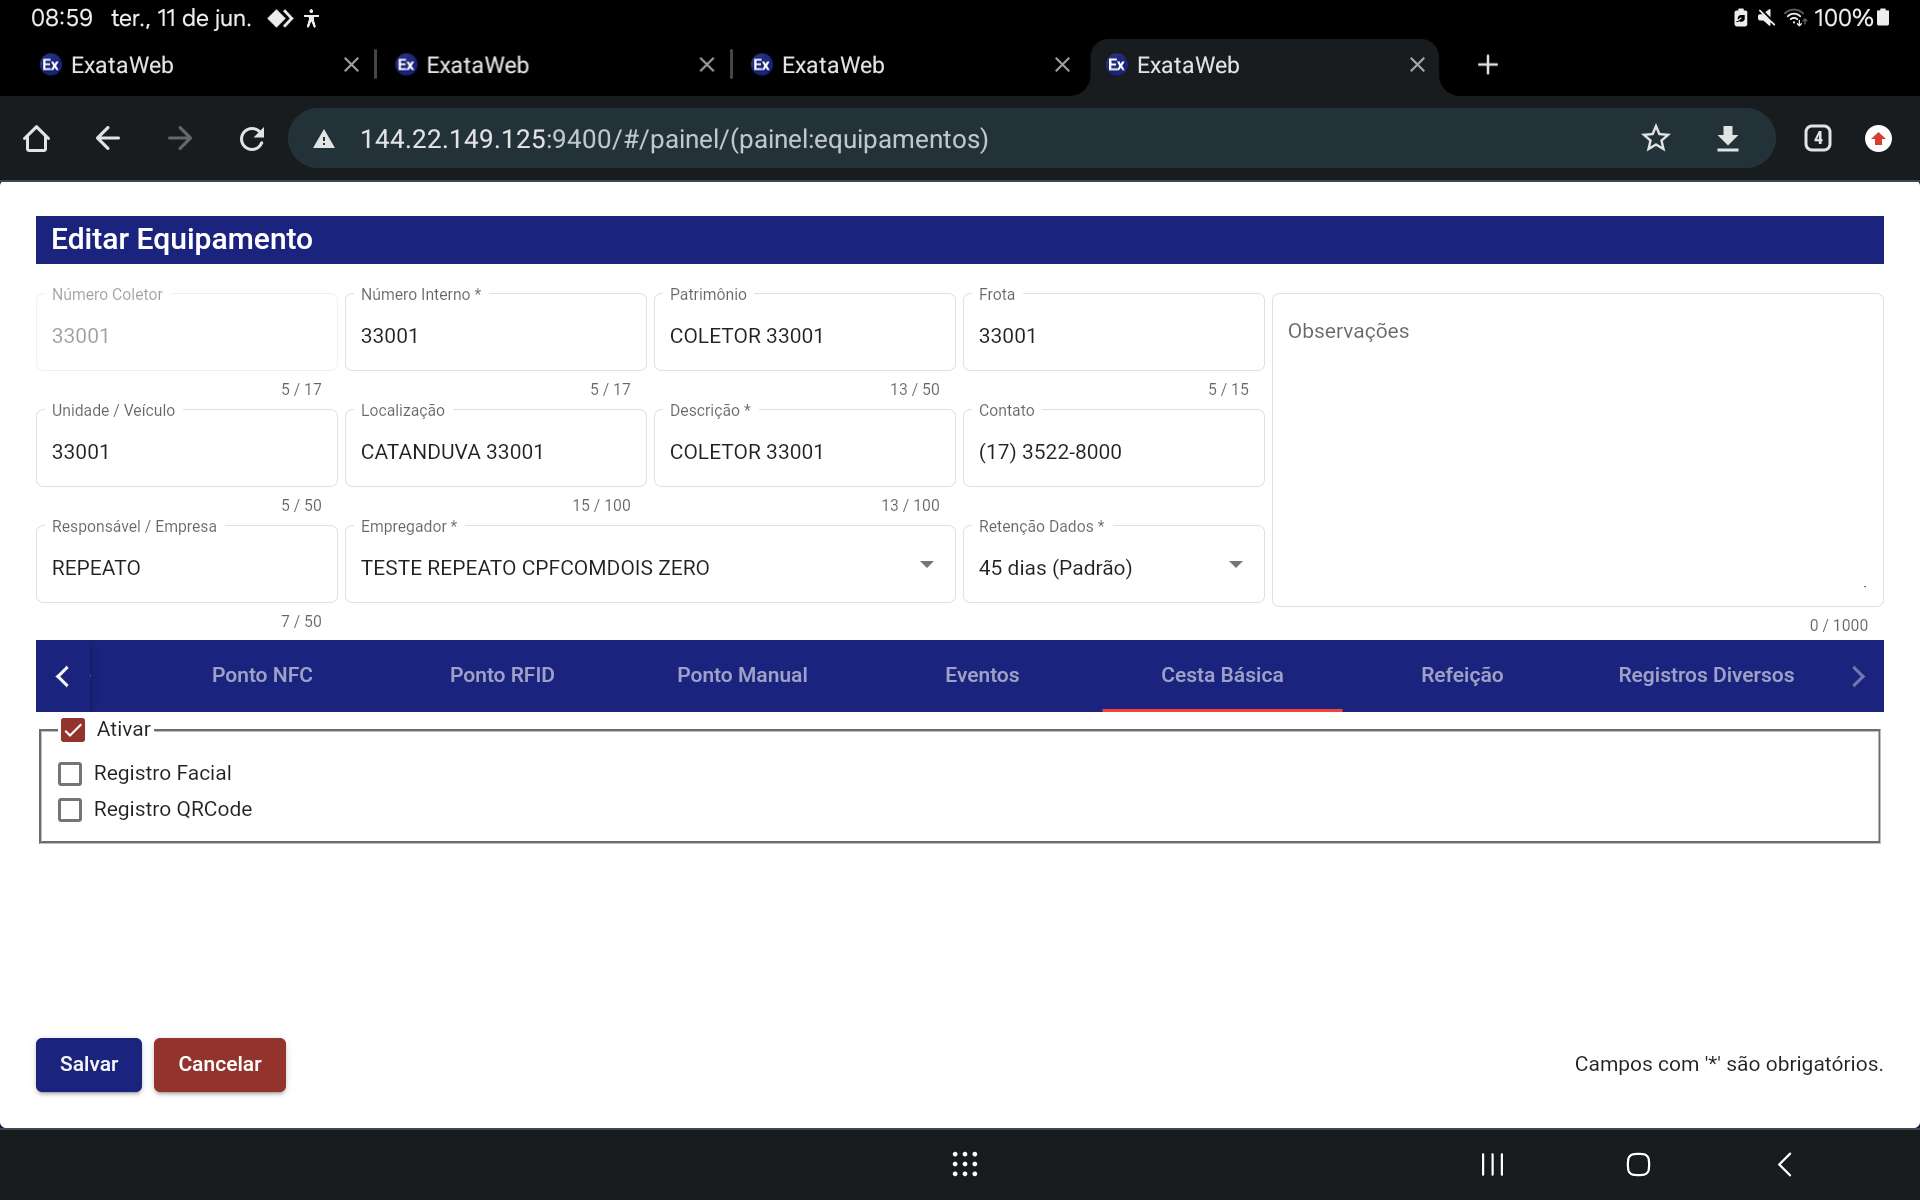 08:59 ter., 11 de jun. 100%
Ex ExataWeb Ex ExataWeb Ex ExataWeb Ex ExataWeb
144.22.149.125:9400/#/painel/(painel:equipamentos) 4
Editar Equipamento
Número Coletor Número Interno * Patrimônio Frota
33001 33001 COLETOR 33001 33001 Observações
5 / 17 5 / 17 13 / 50 5 / 15
Unidade / Veículo Localização Descrição * Contato
33001 CATANDUVA 33001 COLETOR 33001 (17) 3522-8000
5 / 50 15 / 100 13 / 100
Responsável / Empresa Empregador * Retenção Dados *
REPEATO TESTE REPEATO CPFCOMDOIS ZERO 45 dias (Padrão)
7 / 50 0 / 1000
Ponto NFC Ponto RFID Ponto Manual Eventos Cesta Básica Refeição Registros Diversos
Ativar
Registro Facial
Registro QRCode
Salvar Cancelar Campos com '*' são obrigatórios.